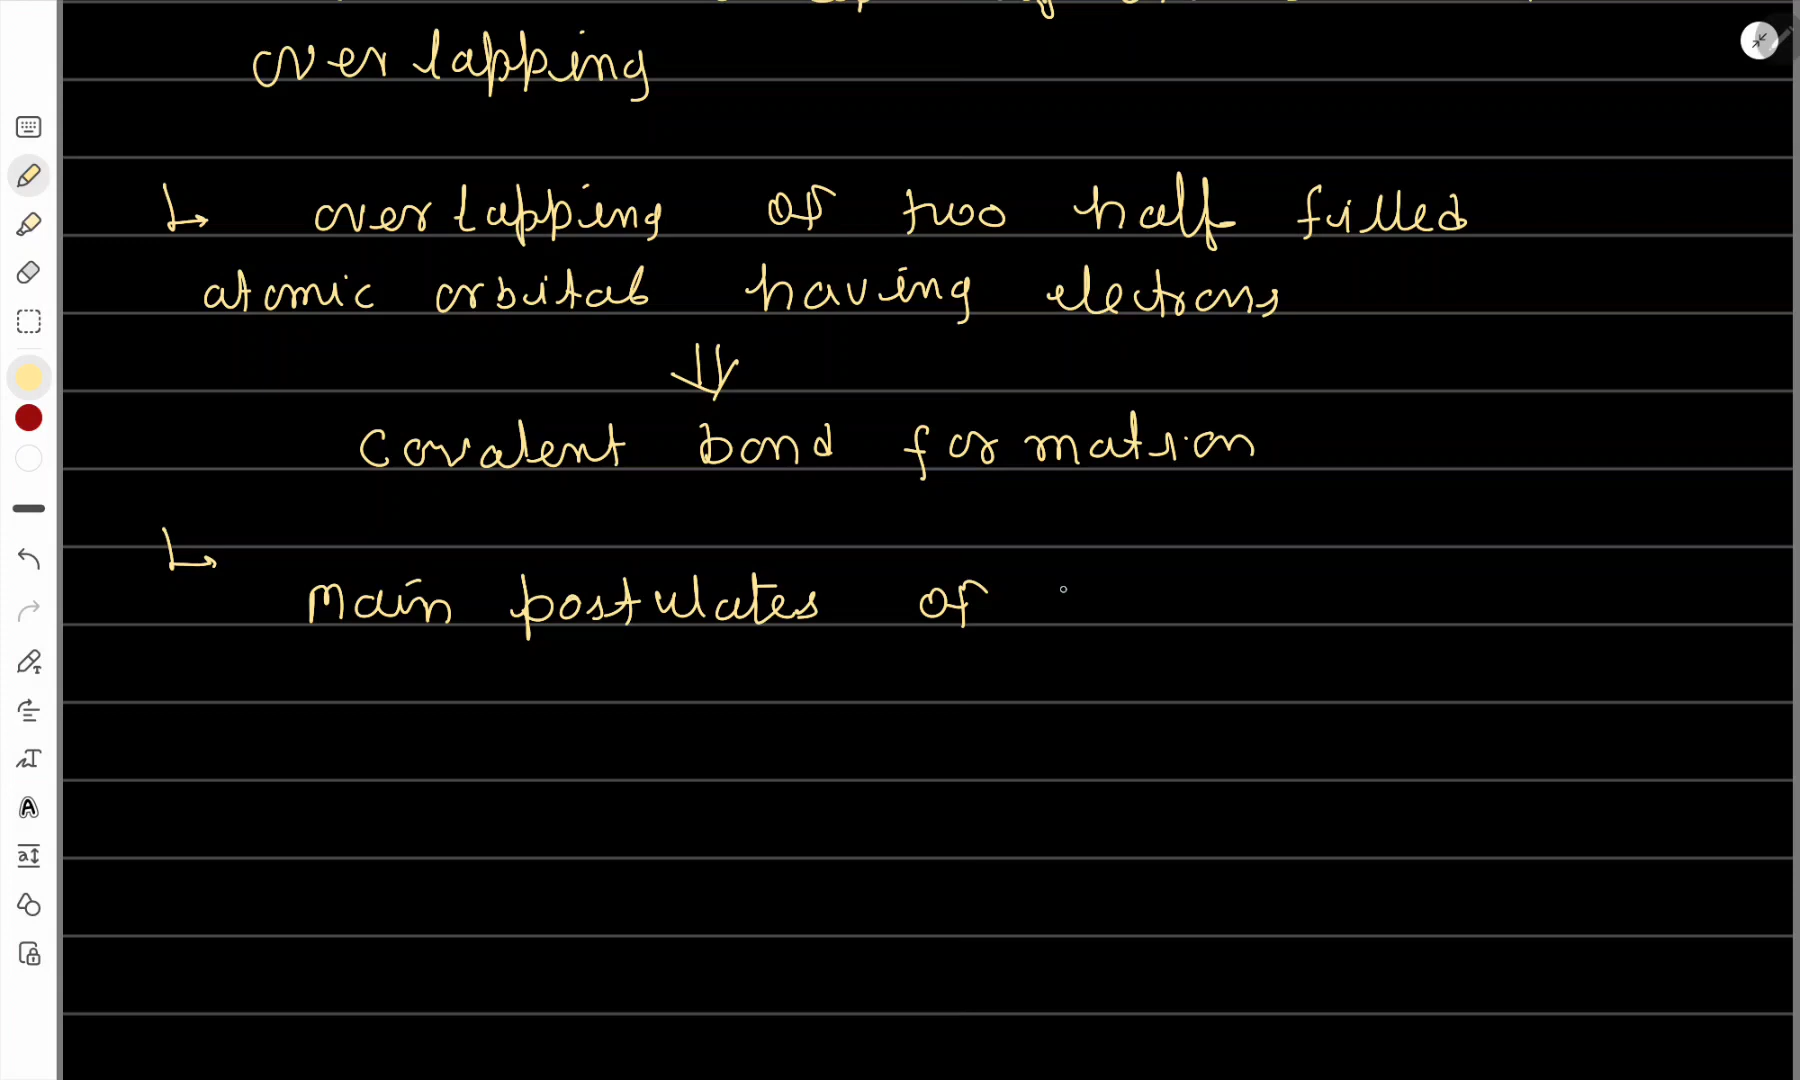 overlapping
↳ overlapping of two half filled
atomic orbitals having electrons
⇓
Covalent bond formation
↳
Main postulates of